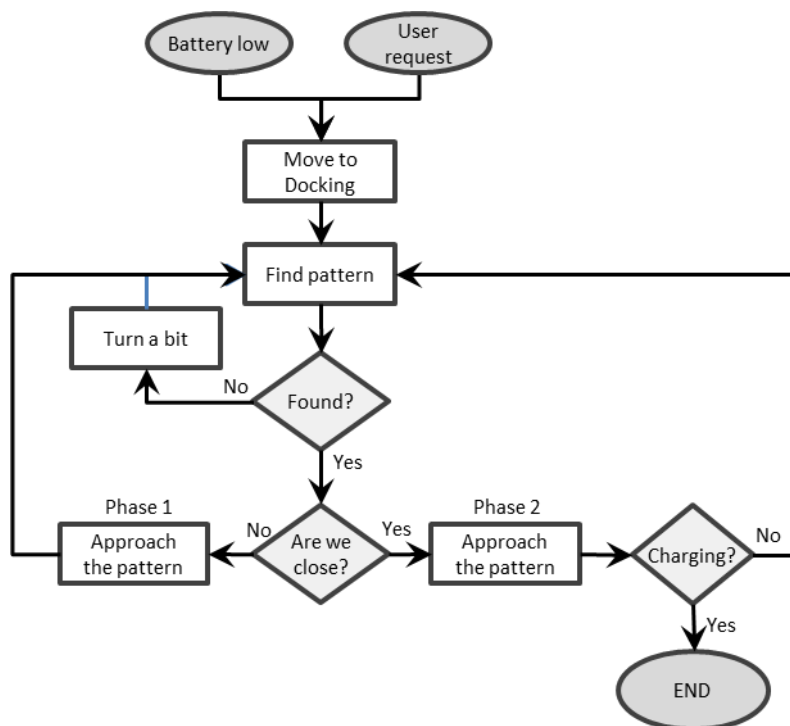 Battery low
User
request
Move to
Docking
Find pattern
Turn a bit
No
Found?
Yes
Phase 1
Approach
the pattern
No
Are we
close?
Yes
Phase 2
Approach
the pattern
Charging?
No
Yes
END